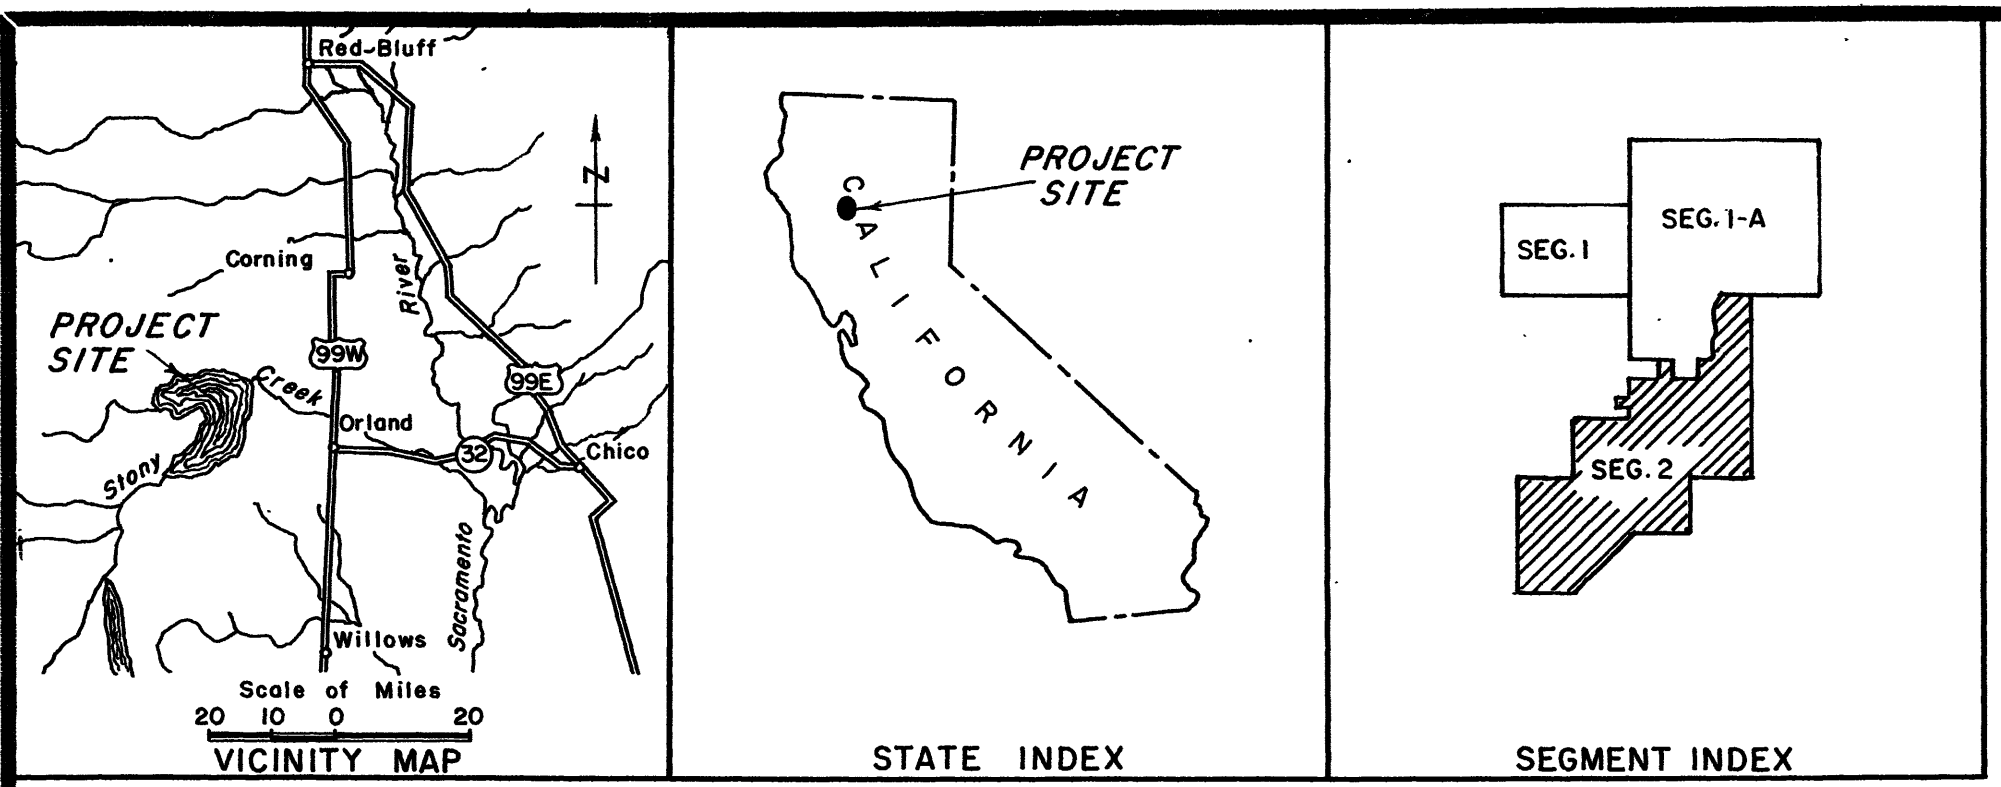 Red-Bluff
N
Corning
River
PROJECT
SITE
99W
99E
Creek
Orland
32
Chico
Stony
Sacramento
Willows
Scale of Miles
20 10 0 20
VICINITY MAP
PROJECT
SITE
CALIFORNIA
STATE INDEX
SEG. 1-A
SEG. 1
SEG. 2
SEGMENT INDEX